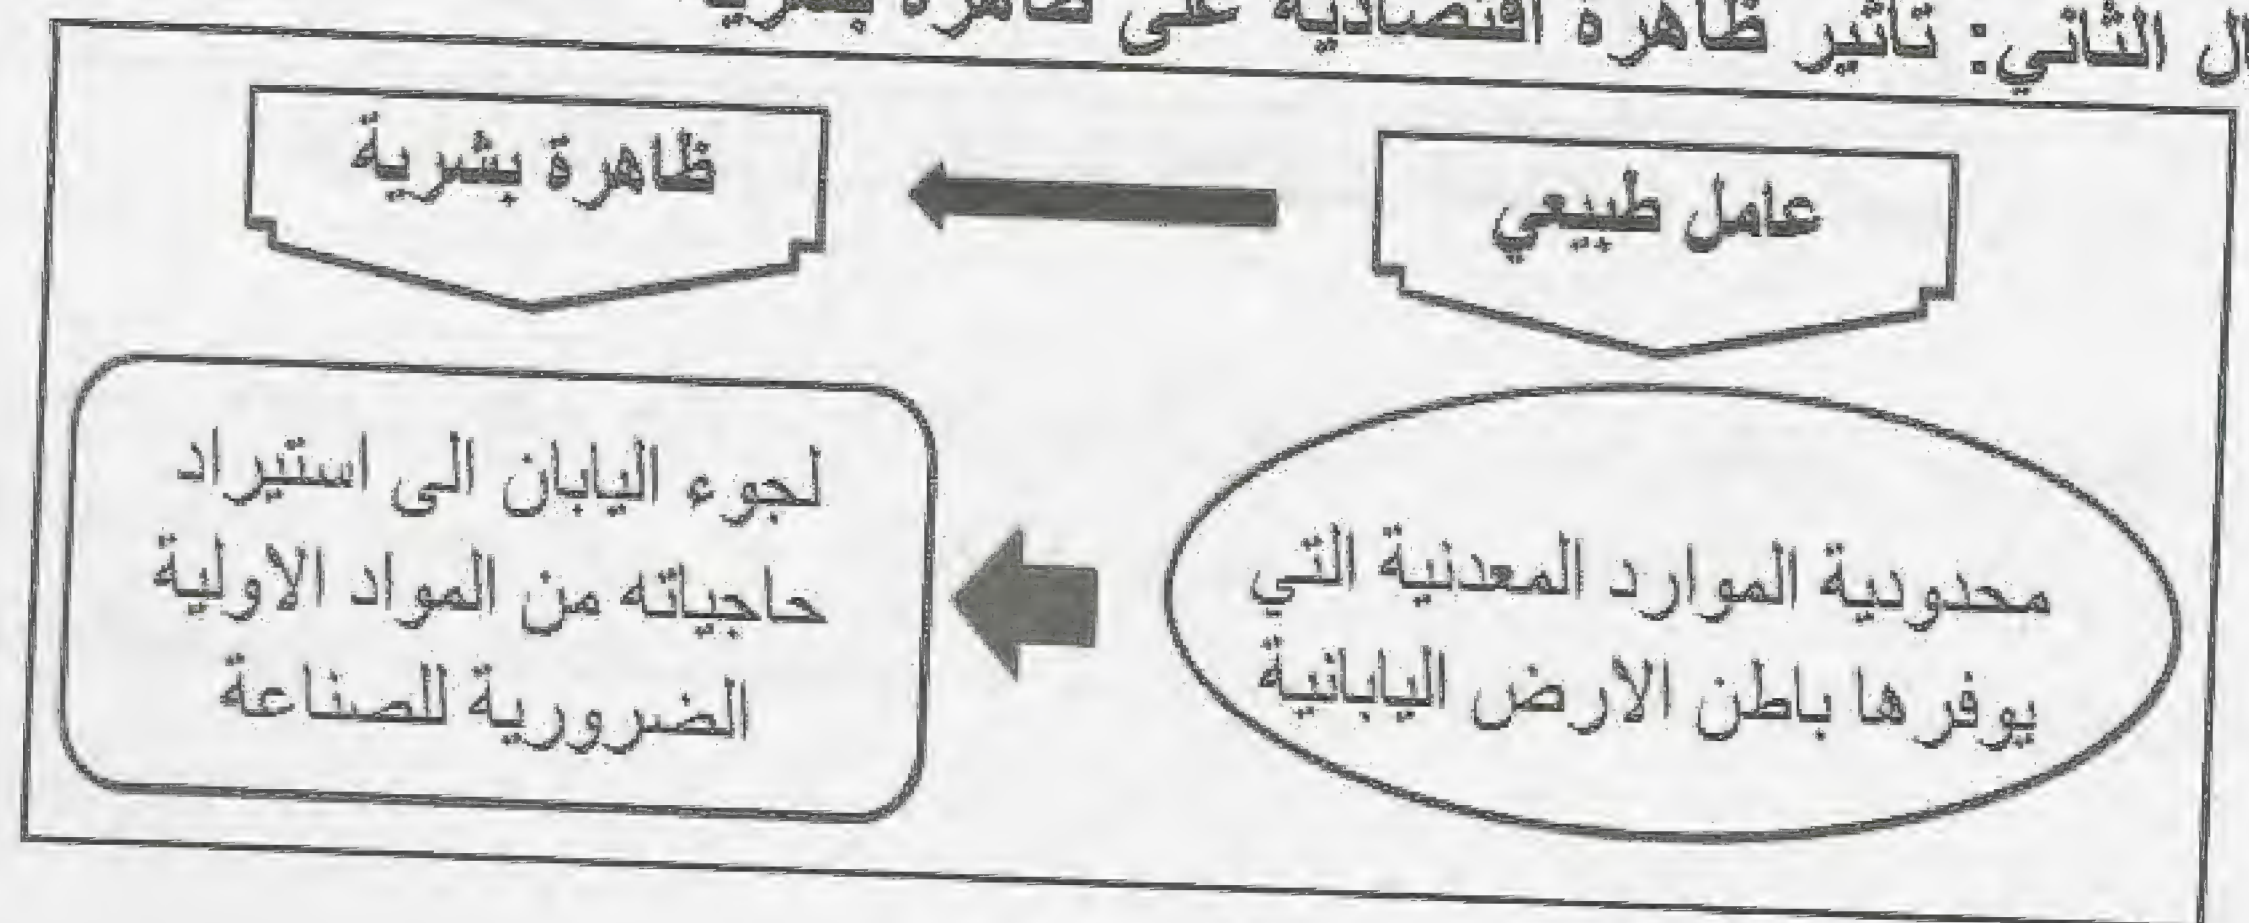 ال الثاني: تاثير ظاهرة اقتصادية على ظاهرة بشرية
عامل طبيعي
ظاهرة بشرية
محدودية الموارد المعدنية التي
يوفرها باطن الارض اليابانية
لجوء اليابان الى استيراد
حاجياته من المواد الاولية
الضرورية للصناعة